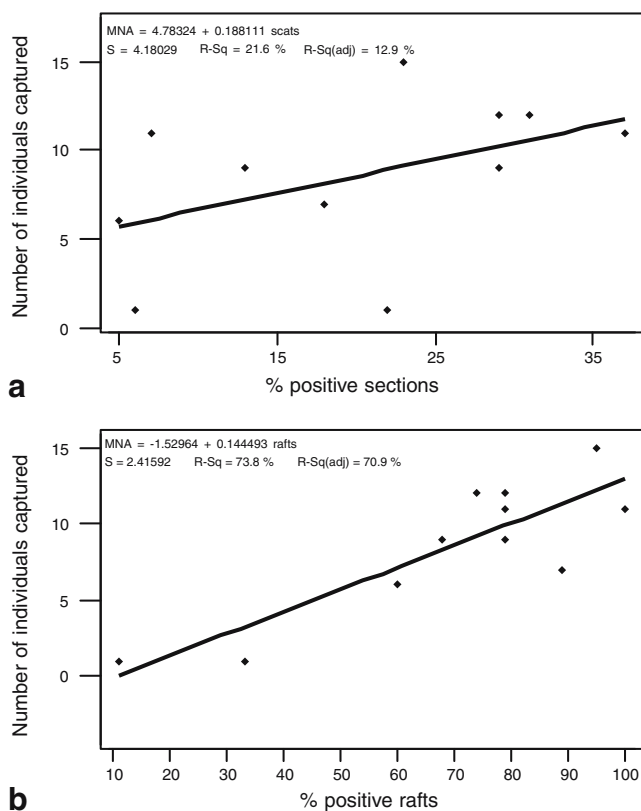 MNA = 4.78324 + 0.188111 scats
S = 4.18029 R-Sq = 21.6 % R-Sq(adj) = 12.9 %
Number of individuals captured
15
10
5
0
5 15 25 35
% positive sections
a
MNA = -1.52964 + 0.144493 rafts
S = 2.41592 R-Sq = 73.8 % R-Sq(adj) = 70.9 %
Number of individuals captured
15
10
5
0
10 20 30 40 50 60 70 80 90 100
% positive rafts
b